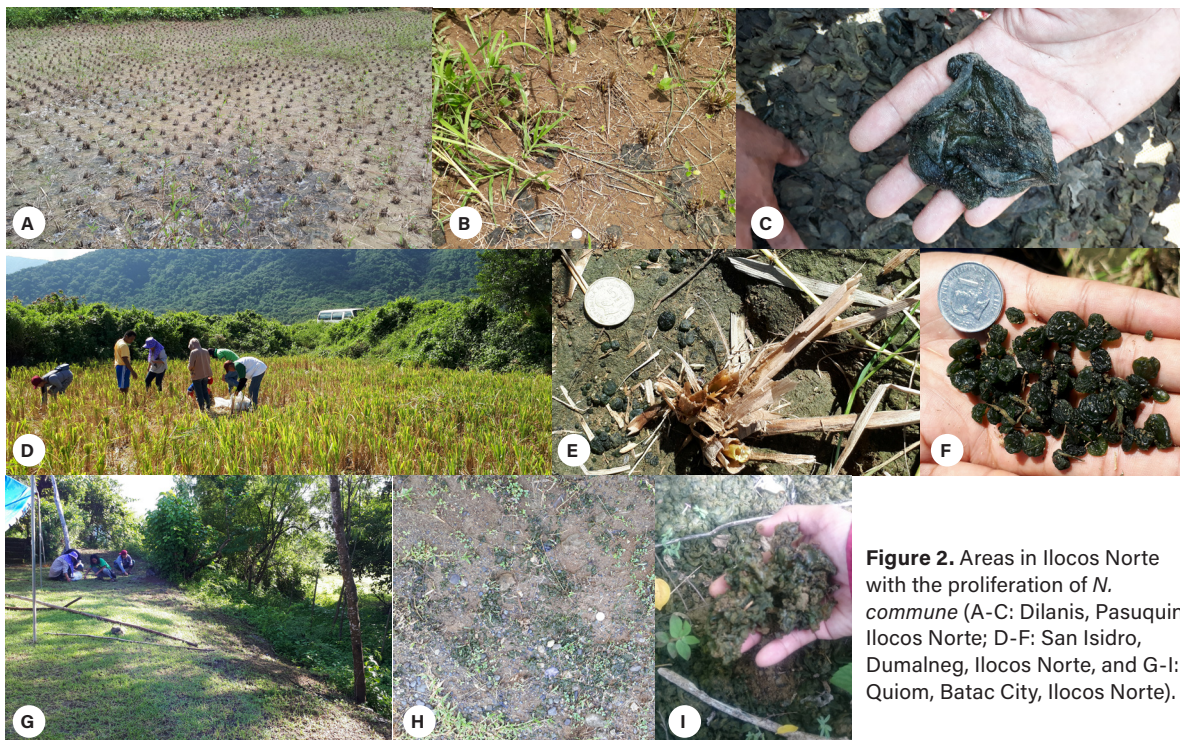 A
B
C
D
E
F
G
H
I
Figure 2. Areas in Ilocos Norte
with the proliferation of N.
commune (A-C: Dilanis, Pasuquin
Ilocos Norte; D-F: San Isidro,
Dumalneg, Ilocos Norte, and G-I:
Quiom, Batac City, Ilocos Norte).